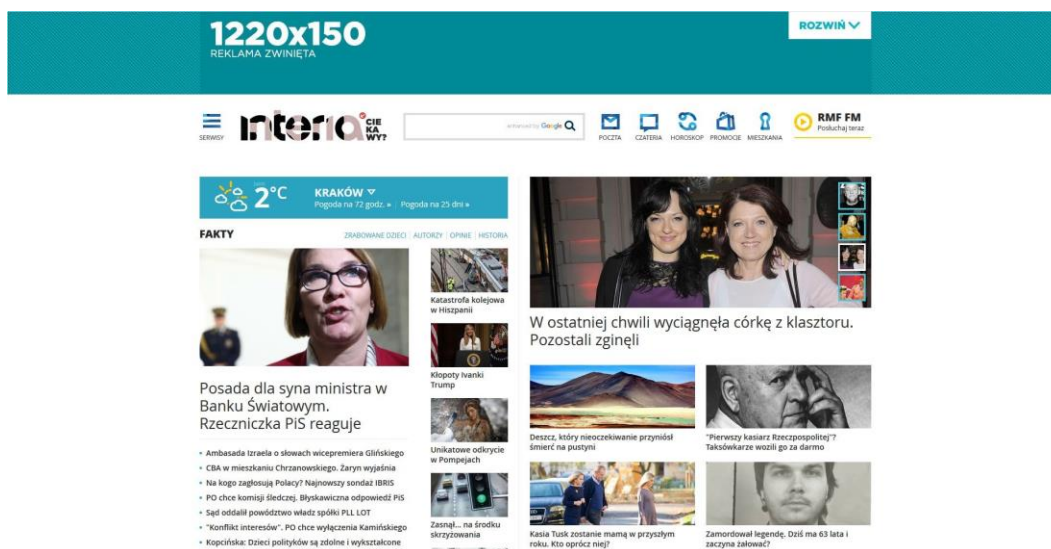 1220x150
REKLAMA ZWINIĘTA
ROZWIŃ
SERWISY
interia
CIE
KA
WY?
enhanced by Google
POCZTA
CZATERIA
HOROSKOP
PROMOCJE
MIESZKANIA
RMF FM
Posłuchaj teraz
2°C
KRAKÓW
Pogoda na 72 godz. » | Pogoda na 25 dni »
FAKTY
ZRABOWANE DZIECI | AUTORZY | OPINIE | HISTORIA
Posada dla syna ministra w
Banku Światowym.
Rzeczniczka PiS reaguje
• Ambasada Izraela o słowach wicepremiera Glińskiego
• CBA w mieszkaniu Chrzanowskiego. Żaryn wyjaśnia
• Na kogo zagłosują Polacy? Najnowszy sondaż IBRIS
• PO chce komisji śledczej. Błyskawiczna odpowiedź PiS
• Sąd oddalił powództwo władz spółki PLL LOT
• "Konflikt interesów". PO chce wyłączenia Kamińskiego
• Kopcińska: Dzieci polityków są zdolne i wykształcone
Katastrofa kolejowa
w Hiszpanii
Kłopoty Ivanki
Trump
Unikatowe odkrycie
w Pompejach
Zasnął... na środku
skrzyżowania
W ostatniej chwili wyciągnęła córkę z klasztoru.
Pozostali zginęli
Deszcz, który nieoczekiwanie przyniósł
śmierć na pustyni
"Pierwszy kasiarz Rzeczpospolitej"?
Taksówkarze wozili go za darmo
Kasia Tusk zostanie mamą w przyszłym
roku. Kto oprócz niej?
Zamordował legendę. Dziś ma 63 lata i
zaczyna żałować?